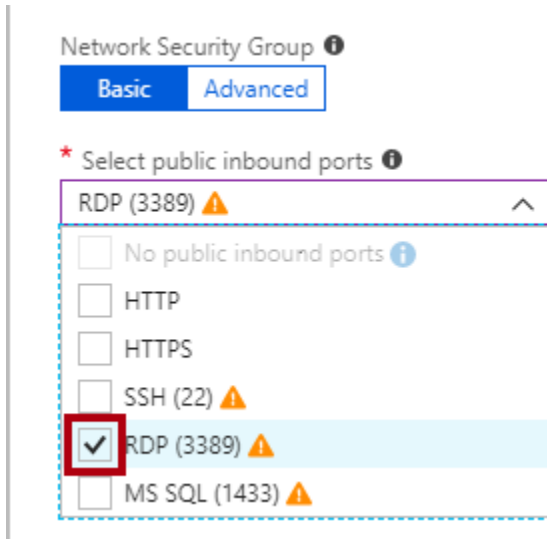 Network Security Group
Basic Advanced
* Select public inbound ports
RDP (3389)
No public inbound ports
HTTP
HTTPS
SSH (22)
RDP (3389)
MS SQL (1433)